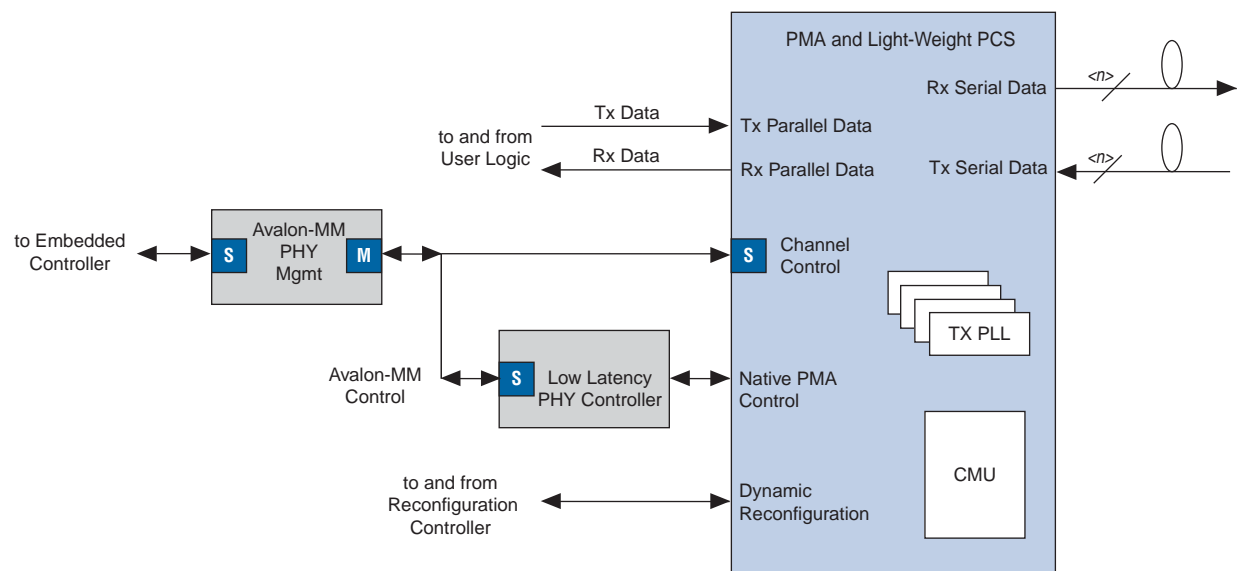 PMA and Light-Weight PCS
<n>
Rx Serial Data
Tx Data
to and from
User Logic
Tx Parallel Data
Rx Data
Rx Parallel Data
<n>
Tx Serial Data
to Embedded
Controller
S
Avalon-MM
PHY
Mgmt
M
S
Channel
Control
TX PLL
Avalon-MM
Control
S
Low Latency
PHY Controller
Native PMA
Control
CMU
to and from
Reconfiguration
Controller
Dynamic
Reconfiguration